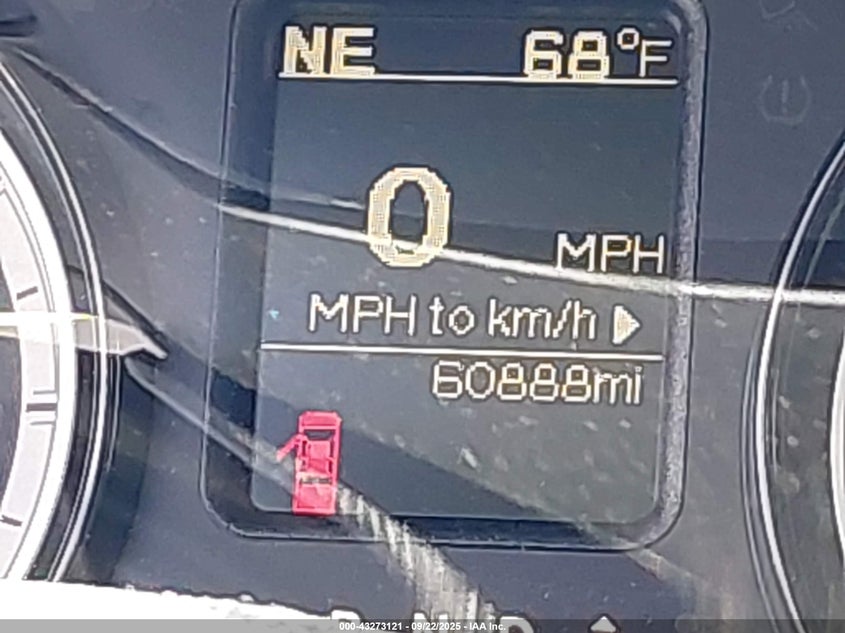 NE 68°F
0
MPH
MPH to km/h
60888mi
000-43273121 - 09/22/2025 - IAA Inc.